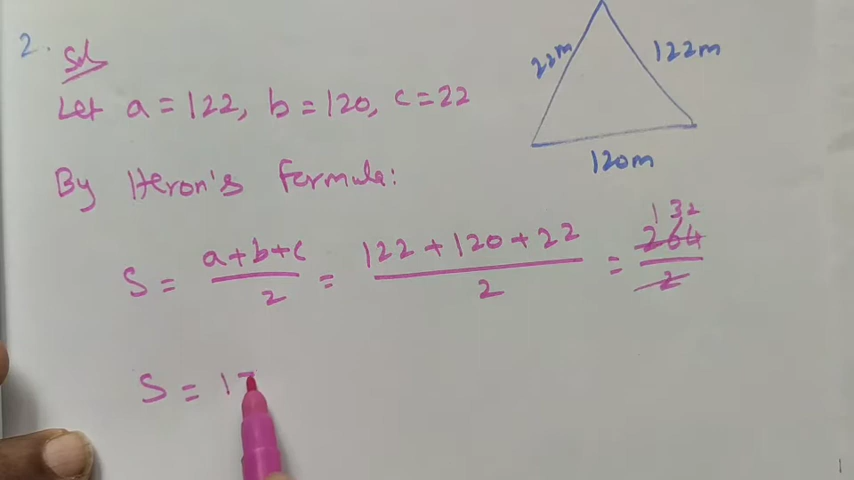 2. Sol
22m
122m
Let a = 122, b = 120, c = 22
120m
By Heron's Formula:
S = a+b+c / 2 = 122 + 120 + 22 / 2 = 264 / 2 132
S = 1
1